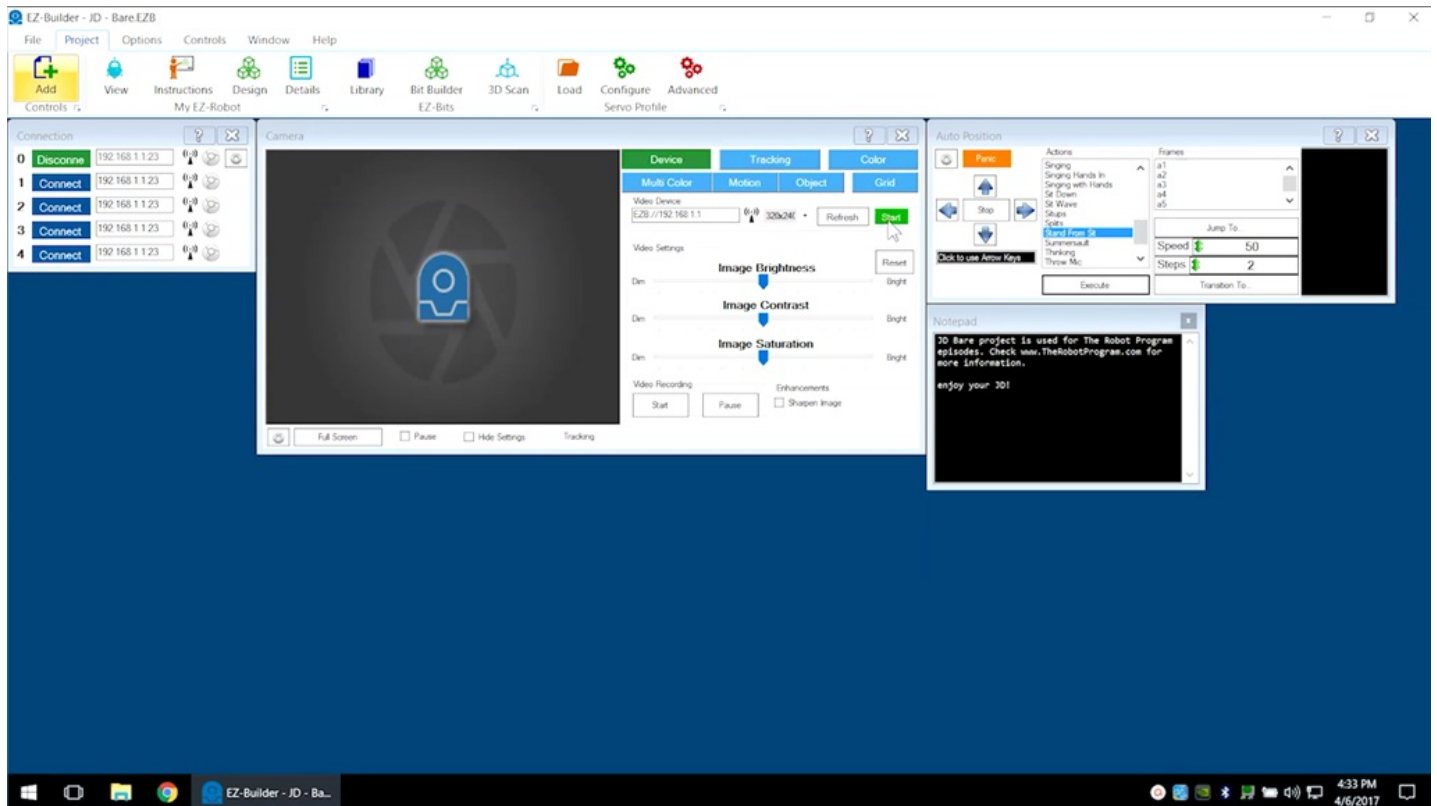 EZ-Builder - JD - Bare.EZB
File Project Options Controls Window Help
Add View Instructions Design Details Library Bit Builder 3D Scan Load Configure Advanced
Controls My EZ-Robot EZ-Bits Servo Profile
Connection
0 Disconne 192.168.1.1:23
1 Connect 192.168.1.1:23
2 Connect 192.168.1.1:23
3 Connect 192.168.1.1:23
4 Connect 192.168.1.1:23
Camera
Device Tracking Color
Multi Color Motion Object Grid
Video Device
EZB://192.168.1.1 320x24( Refresh Start
Video Settings
Reset
Image Brightness
Dim Bright
Image Contrast
Dim Bright
Image Saturation
Dim Bright
Video Recording Enhancements
Start Pause Sharpen Image
Full Screen Pause Hide Settings Tracking
Auto Position
Panic
Stop
Click to use Arrow Keys
Actions
Singing
Singing Hands In
Singing with Hands
Sit Down
Sit Wave
Situps
Splits
Stand From Sit
Summersault
Thinking
Throw Mic
Execute
Frames
a1
a2
a3
a4
a5
Jump To..
Speed 50
Steps 2
Transition To..
Notepad
JD Bare project is used for The Robot Program
episodes. Check www.TheRobotProgram.com for
more information.
enjoy your JD!
EZ-Builder - JD - Ba...
4:33 PM
4/6/2017